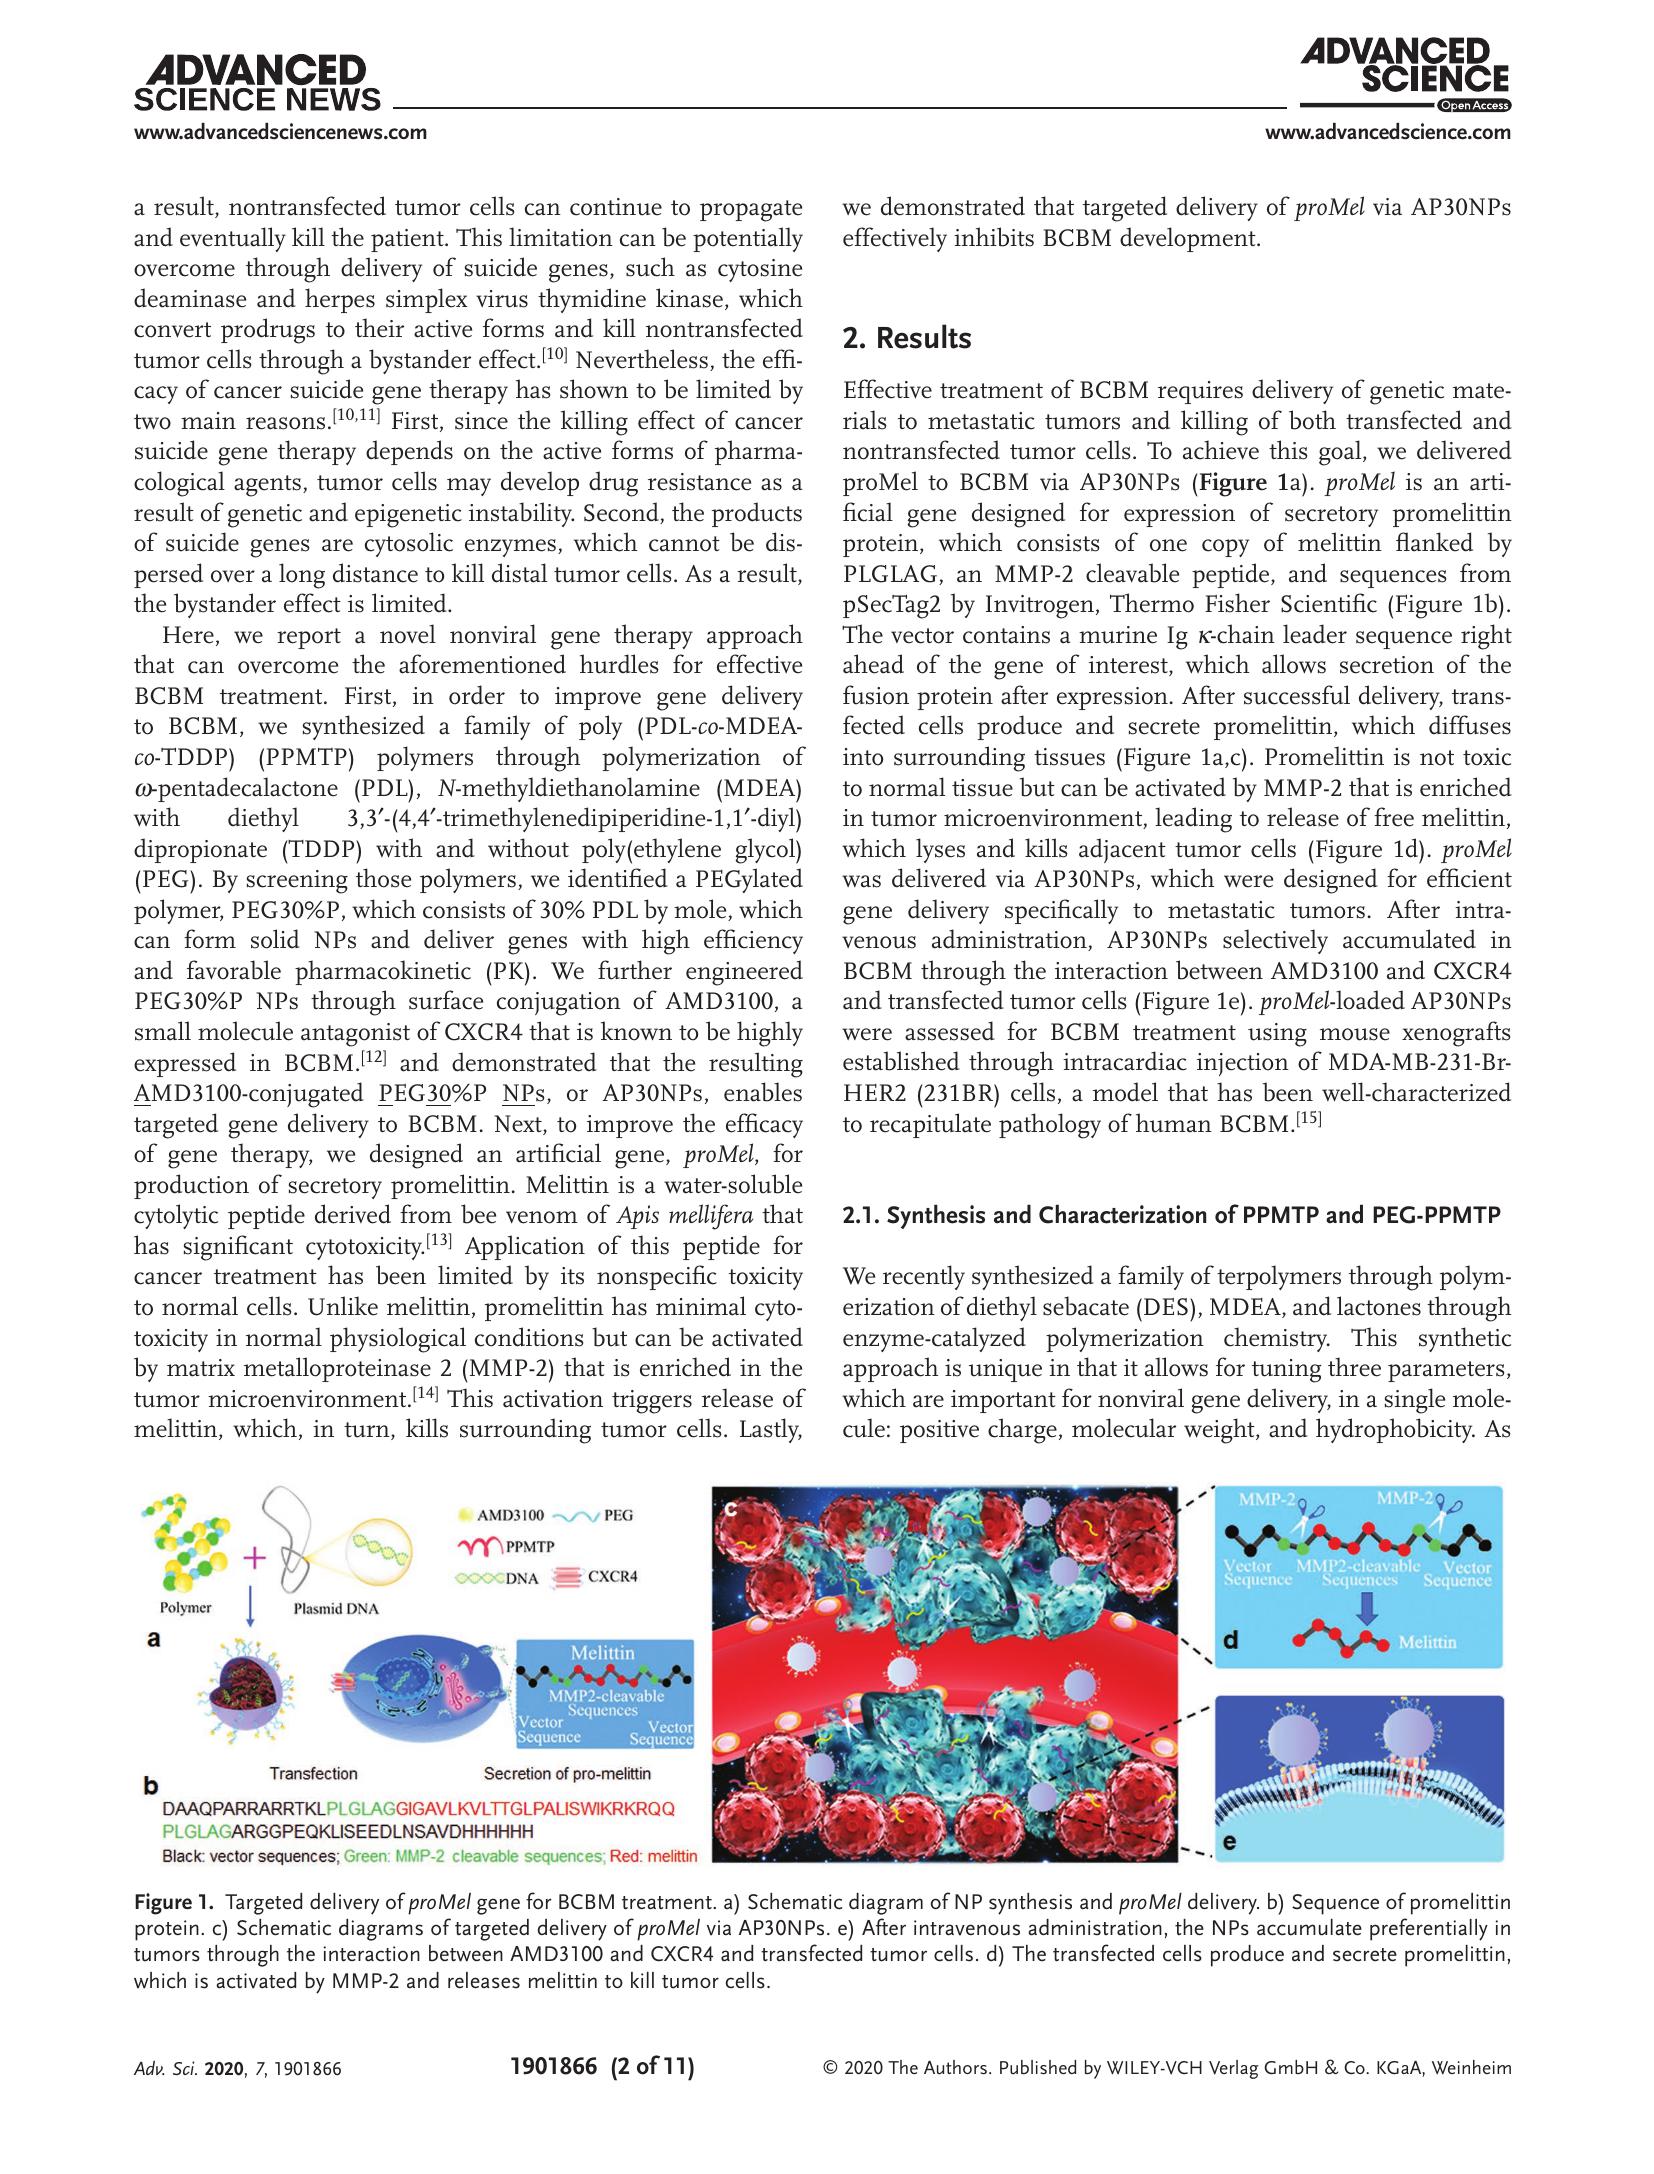 ADVANCED
SCIENCE NEWS
www.advancedsciencenews.com
ADVANCED
SCIENCE
Open Access
www.advancedscience.com
a result, nontransfected tumor cells can continue to propagate
and eventually kill the patient. This limitation can be potentially
overcome through delivery of suicide genes, such as cytosine
deaminase and herpes simplex virus thymidine kinase, which
convert prodrugs to their active forms and kill nontransfected
tumor cells through a bystander effect.[10] Nevertheless, the effi-
cacy of cancer suicide gene therapy has shown to be limited by
two main reasons.[10,11] First, since the killing effect of cancer
suicide gene therapy depends on the active forms of pharma-
cological agents, tumor cells may develop drug resistance as a
result of genetic and epigenetic instability. Second, the products
of suicide genes are cytosolic enzymes, which cannot be dis-
persed over a long distance to kill distal tumor cells. As a result,
the bystander effect is limited.
Here, we report a novel nonviral gene therapy approach
that can overcome the aforementioned hurdles for effective
BCBM treatment. First, in order to improve gene delivery
to BCBM, we synthesized a family of poly (PDL-co-MDEA-
co-TDDP) (PPMTP) polymers through polymerization of
ω-pentadecalactone (PDL), N-methyldiethanolamine (MDEA)
with diethyl 3,3′-(4,4′-trimethylenedipiperidine-1,1′-diyl)
dipropionate (TDDP) with and without poly(ethylene glycol)
(PEG). By screening those polymers, we identified a PEGylated
polymer, PEG30%P, which consists of 30% PDL by mole, which
can form solid NPs and deliver genes with high efficiency
and favorable pharmacokinetic (PK). We further engineered
PEG30%P NPs through surface conjugation of AMD3100, a
small molecule antagonist of CXCR4 that is known to be highly
expressed in BCBM.[12] and demonstrated that the resulting
AMD3100-conjugated PEG30%P NPs, or AP30NPs, enables
targeted gene delivery to BCBM. Next, to improve the efficacy
of gene therapy, we designed an artificial gene, proMel, for
production of secretory promelittin. Melittin is a water-soluble
cytolytic peptide derived from bee venom of Apis mellifera that
has significant cytotoxicity.[13] Application of this peptide for
cancer treatment has been limited by its nonspecific toxicity
to normal cells. Unlike melittin, promelittin has minimal cyto-
toxicity in normal physiological conditions but can be activated
by matrix metalloproteinase 2 (MMP-2) that is enriched in the
tumor microenvironment.[14] This activation triggers release of
melittin, which, in turn, kills surrounding tumor cells. Lastly,
we demonstrated that targeted delivery of proMel via AP30NPs
effectively inhibits BCBM development.
2. Results
Effective treatment of BCBM requires delivery of genetic mate-
rials to metastatic tumors and killing of both transfected and
nontransfected tumor cells. To achieve this goal, we delivered
proMel to BCBM via AP30NPs (Figure 1a). proMel is an arti-
ficial gene designed for expression of secretory promelittin
protein, which consists of one copy of melittin flanked by
PLGLAG, an MMP-2 cleavable peptide, and sequences from
pSecTag2 by Invitrogen, Thermo Fisher Scientific (Figure 1b).
The vector contains a murine Ig κ-chain leader sequence right
ahead of the gene of interest, which allows secretion of the
fusion protein after expression. After successful delivery, trans-
fected cells produce and secrete promelittin, which diffuses
into surrounding tissues (Figure 1a,c). Promelittin is not toxic
to normal tissue but can be activated by MMP-2 that is enriched
in tumor microenvironment, leading to release of free melittin,
which lyses and kills adjacent tumor cells (Figure 1d). proMel
was delivered via AP30NPs, which were designed for efficient
gene delivery specifically to metastatic tumors. After intra-
venous administration, AP30NPs selectively accumulated in
BCBM through the interaction between AMD3100 and CXCR4
and transfected tumor cells (Figure 1e). proMel-loaded AP30NPs
were assessed for BCBM treatment using mouse xenografts
established through intracardiac injection of MDA-MB-231-Br-
HER2 (231BR) cells, a model that has been well-characterized
to recapitulate pathology of human BCBM.[15]
2.1. Synthesis and Characterization of PPMTP and PEG-PPMTP
We recently synthesized a family of terpolymers through polym-
erization of diethyl sebacate (DES), MDEA, and lactones through
enzyme-catalyzed polymerization chemistry. This synthetic
approach is unique in that it allows for tuning three parameters,
which are important for nonviral gene delivery, in a single mole-
cule: positive charge, molecular weight, and hydrophobicity. As
AMD3100 PEG
PPMTP
DNA CXCR4
Polymer Plasmid DNA
a
Melittin
MMP2-cleavable
Sequences
Vector
Sequence
Vector
Sequence
Transfection Secretion of pro-melittin
b
DAAQPARRARRTKLPLGLAGGIGAVLKVLTTGLPALISWIKRKRQQ
PLGLAGARGGPEQKLISEEDLNSAVDHHHHHH
Black: vector sequences; Green: MMP-2 cleavable sequences; Red: melittin
c
MMP-2 MMP-2
Vector
Sequence
MMP2-cleavable
Sequences
Vector
Sequence
d
Melittin
e
Figure 1. Targeted delivery of proMel gene for BCBM treatment. a) Schematic diagram of NP synthesis and proMel delivery. b) Sequence of promelittin
protein. c) Schematic diagrams of targeted delivery of proMel via AP30NPs. e) After intravenous administration, the NPs accumulate preferentially in
tumors through the interaction between AMD3100 and CXCR4 and transfected tumor cells. d) The transfected cells produce and secrete promelittin,
which is activated by MMP-2 and releases melittin to kill tumor cells.
Adv. Sci. 2020, 7, 1901866
1901866 (2 of 11)
© 2020 The Authors. Published by WILEY-VCH Verlag GmbH & Co. KGaA, Weinheim